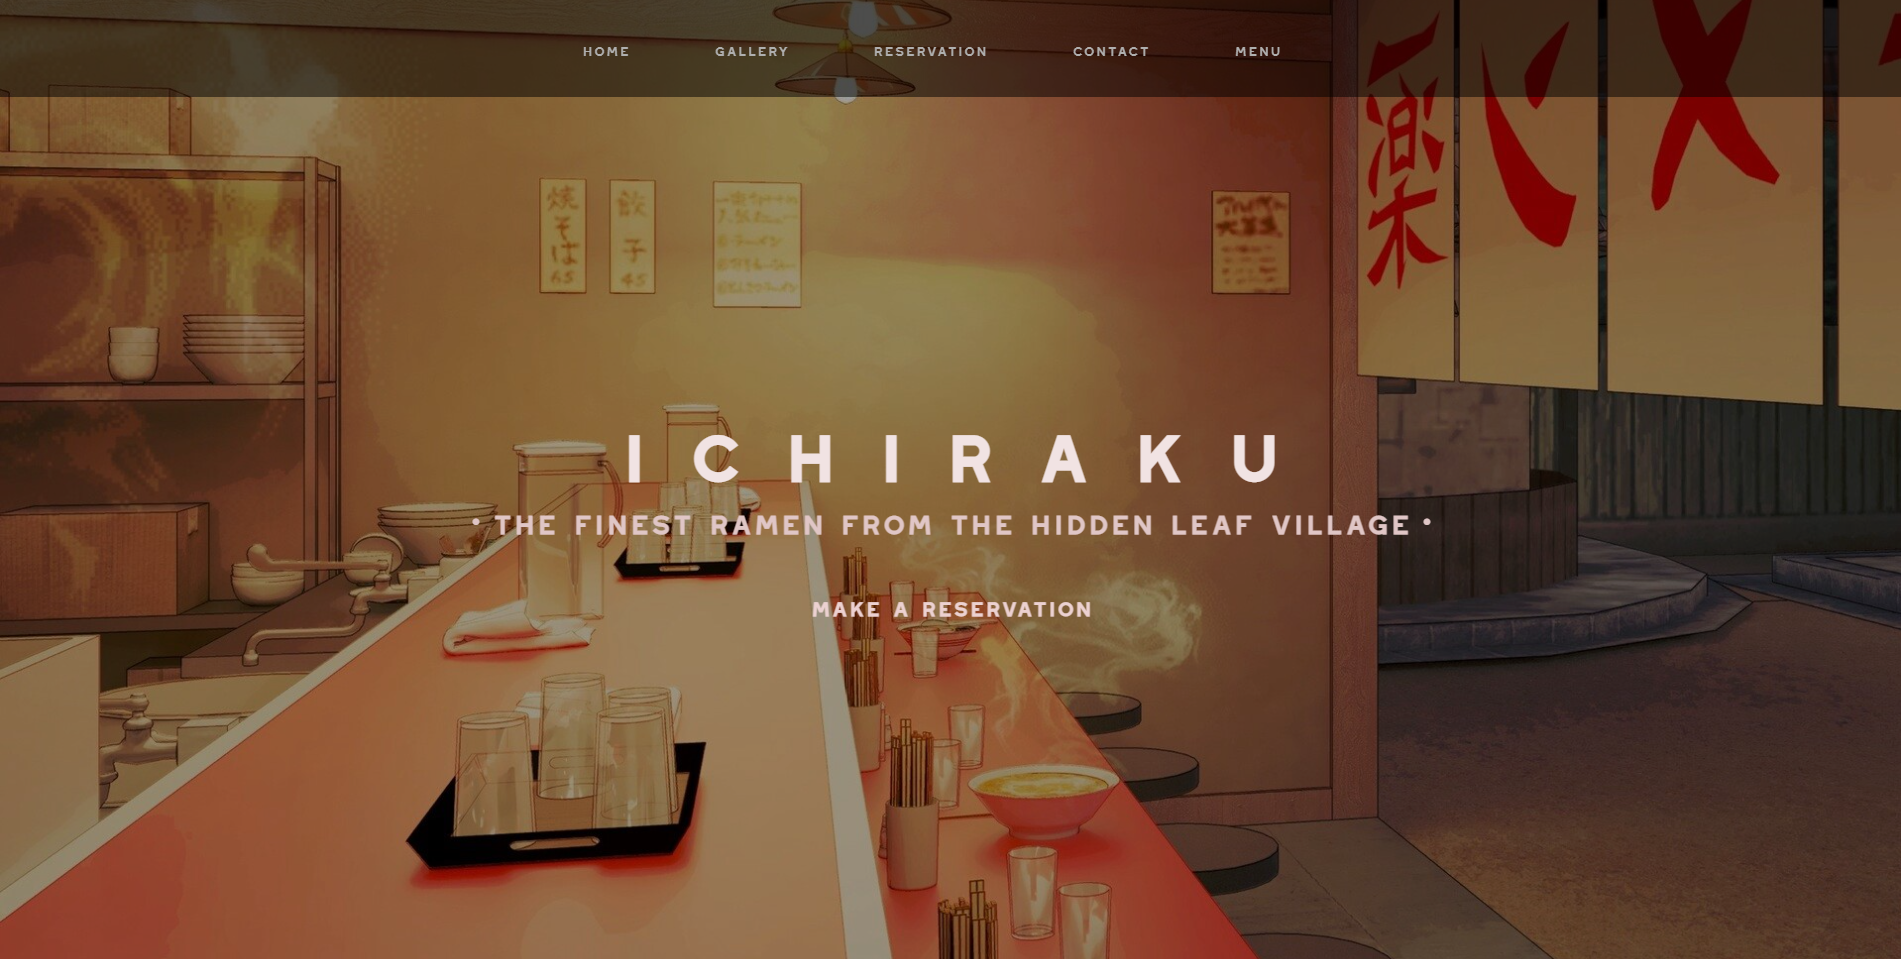 HOME GALLERY RESERVATION CONTACT MENU
一楽
焼そば
65
餃子
45
ICHIRAKU
• THE FINEST RAMEN FROM THE HIDDEN LEAF VILLAGE •
MAKE A RESERVATION